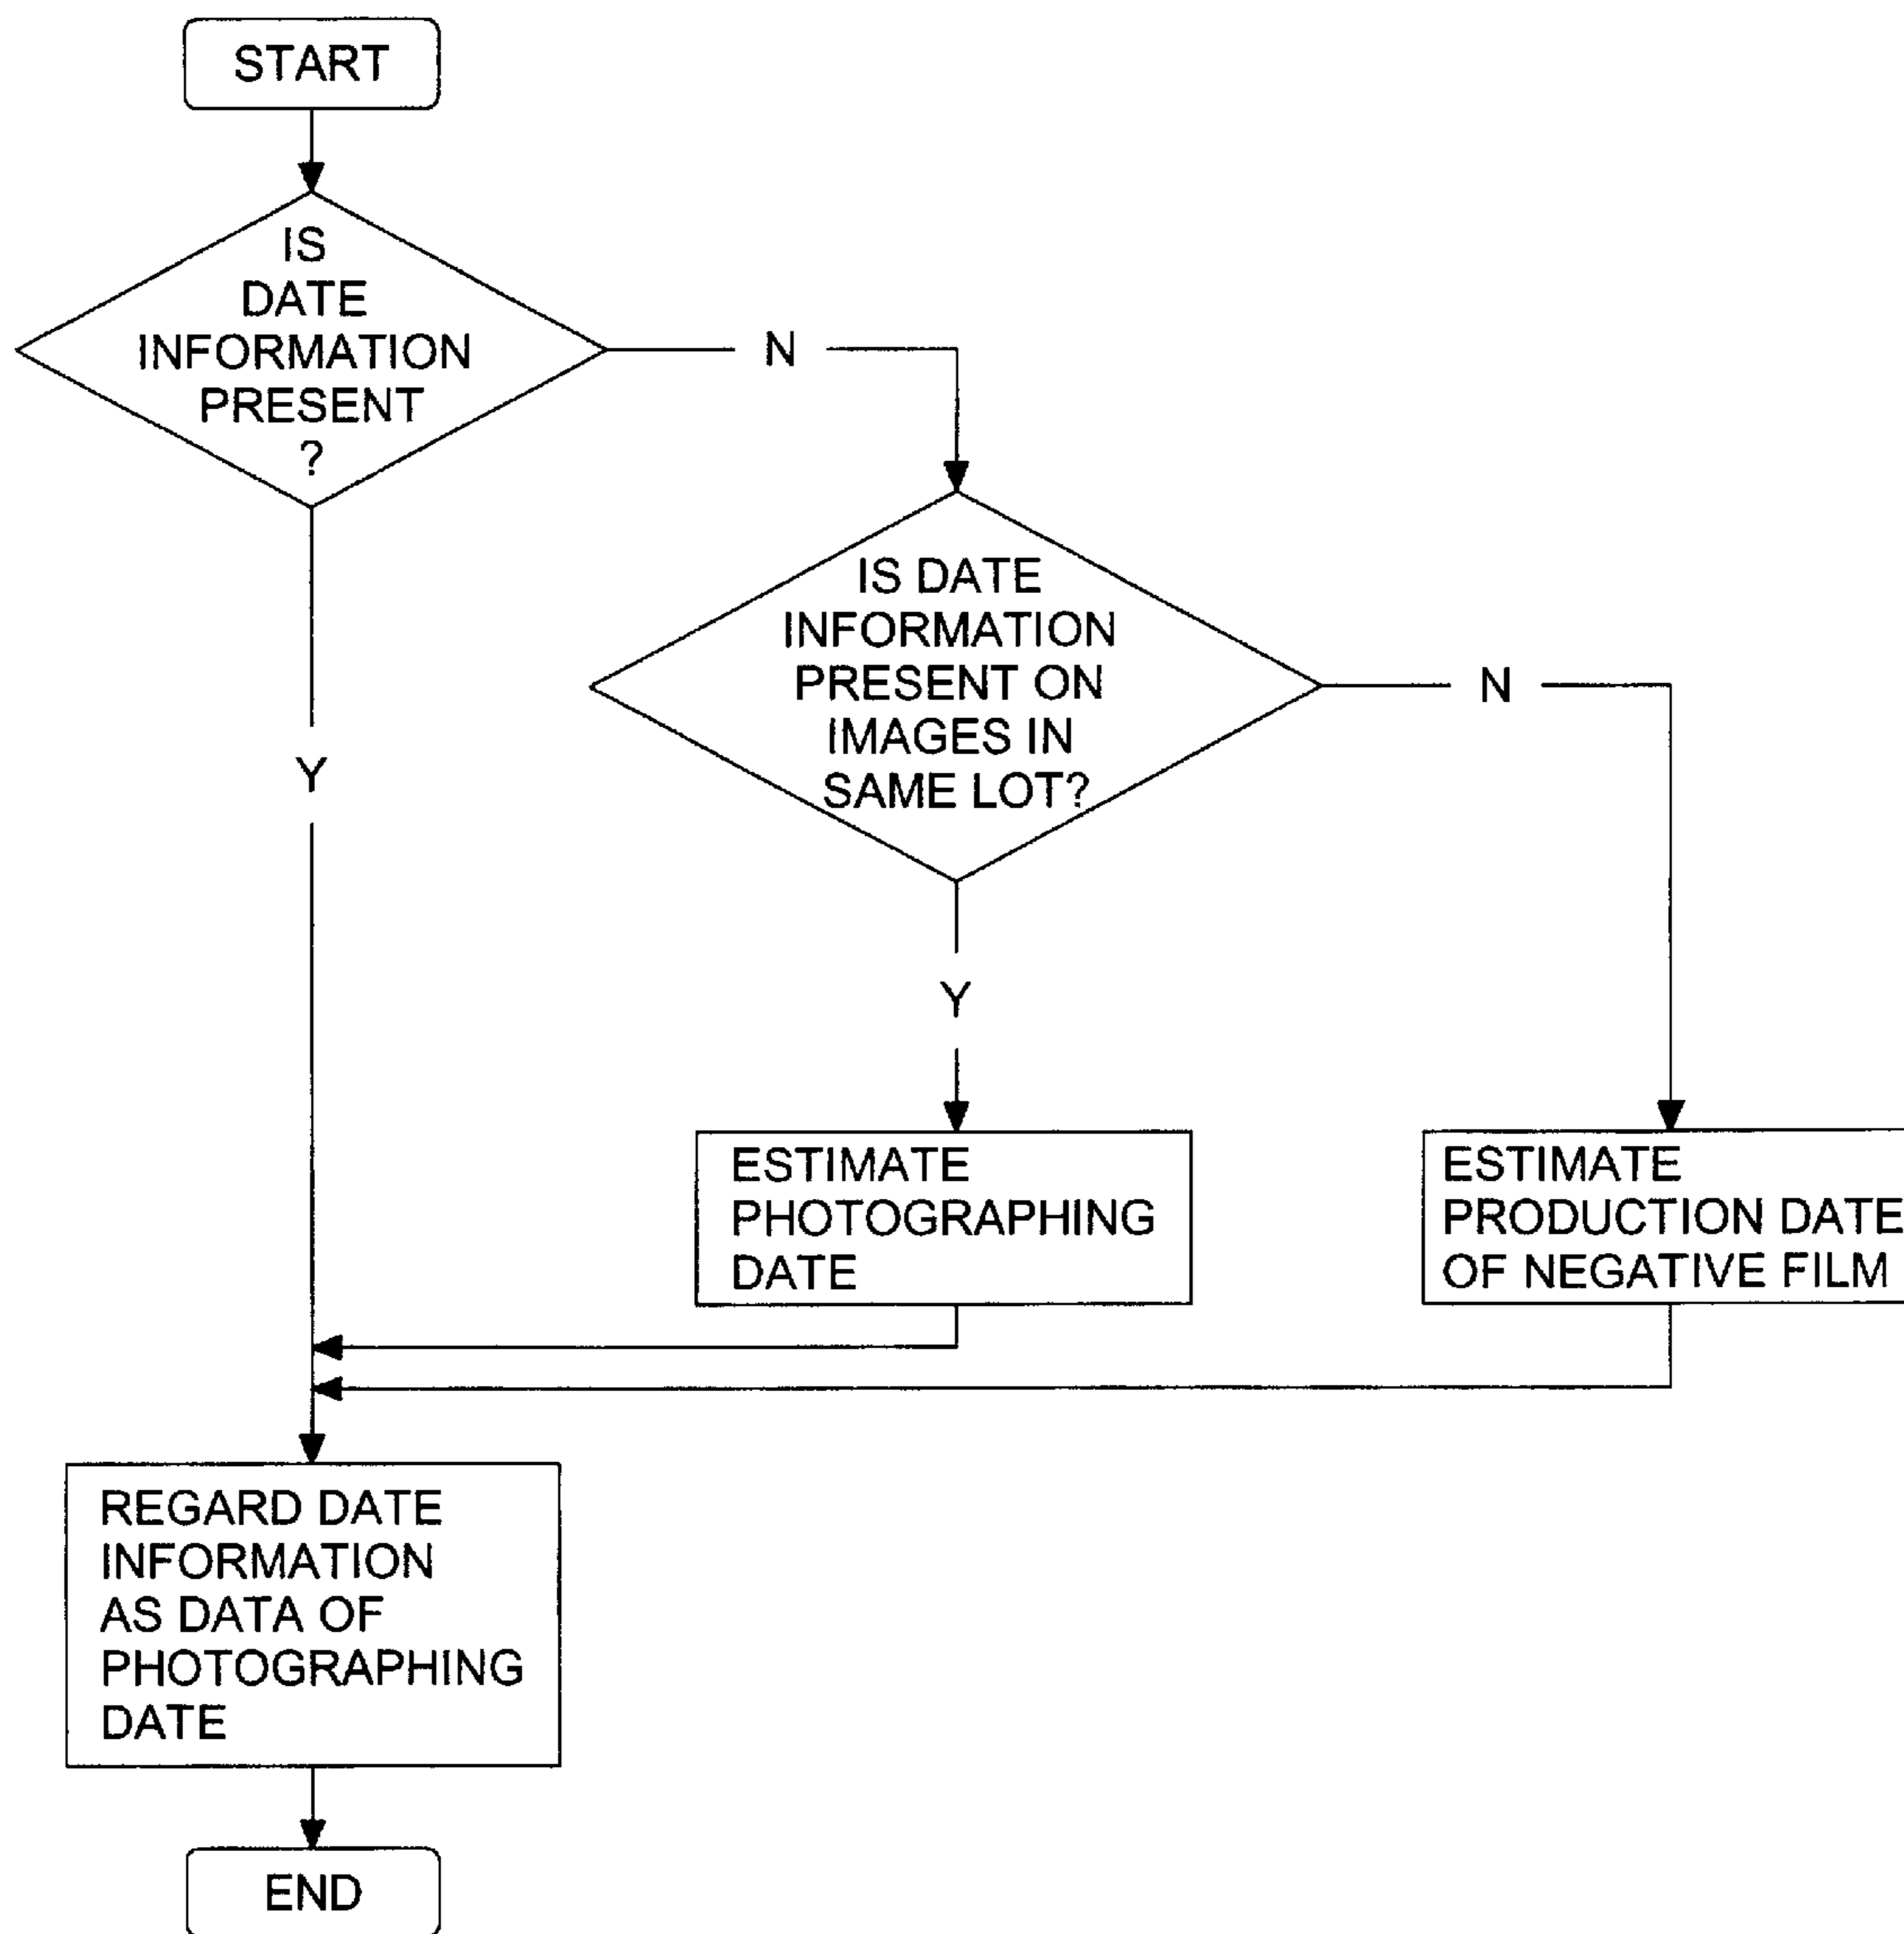 START
IS
DATE
INFORMATION
PRESENT
?
N
IS DATE
INFORMATION
PRESENT ON
IMAGES IN
SAME LOT?
N
Y
Y
ESTIMATE
PHOTOGRAPHING
DATE
ESTIMATE
PRODUCTION DATE
OF NEGATIVE FILM
REGARD DATE
INFORMATION
AS DATA OF
PHOTOGRAPHING
DATE
END